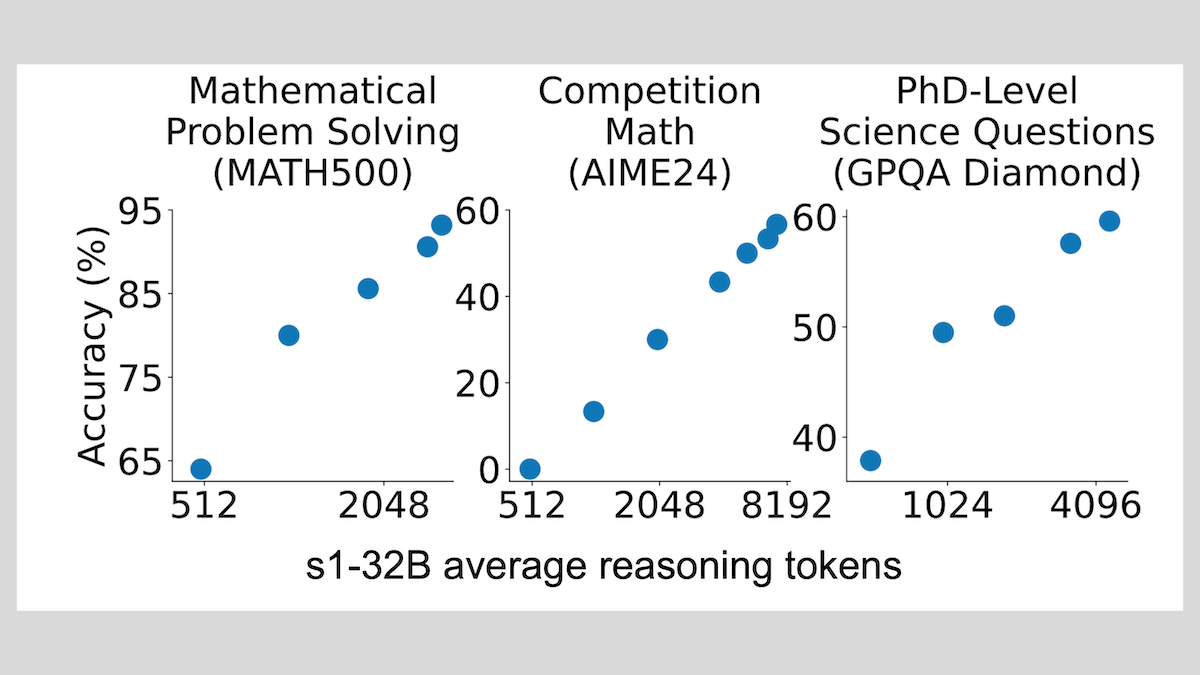 Mathematical
Problem Solving
(MATH500)
Competition
Math
(AIME24)
PhD-Level
Science Questions
(GPQA Diamond)
Accuracy (%)
95
85
75
65
512
2048
60
40
20
0
512
2048
8192
60
50
40
1024
4096
s1-32B average reasoning tokens